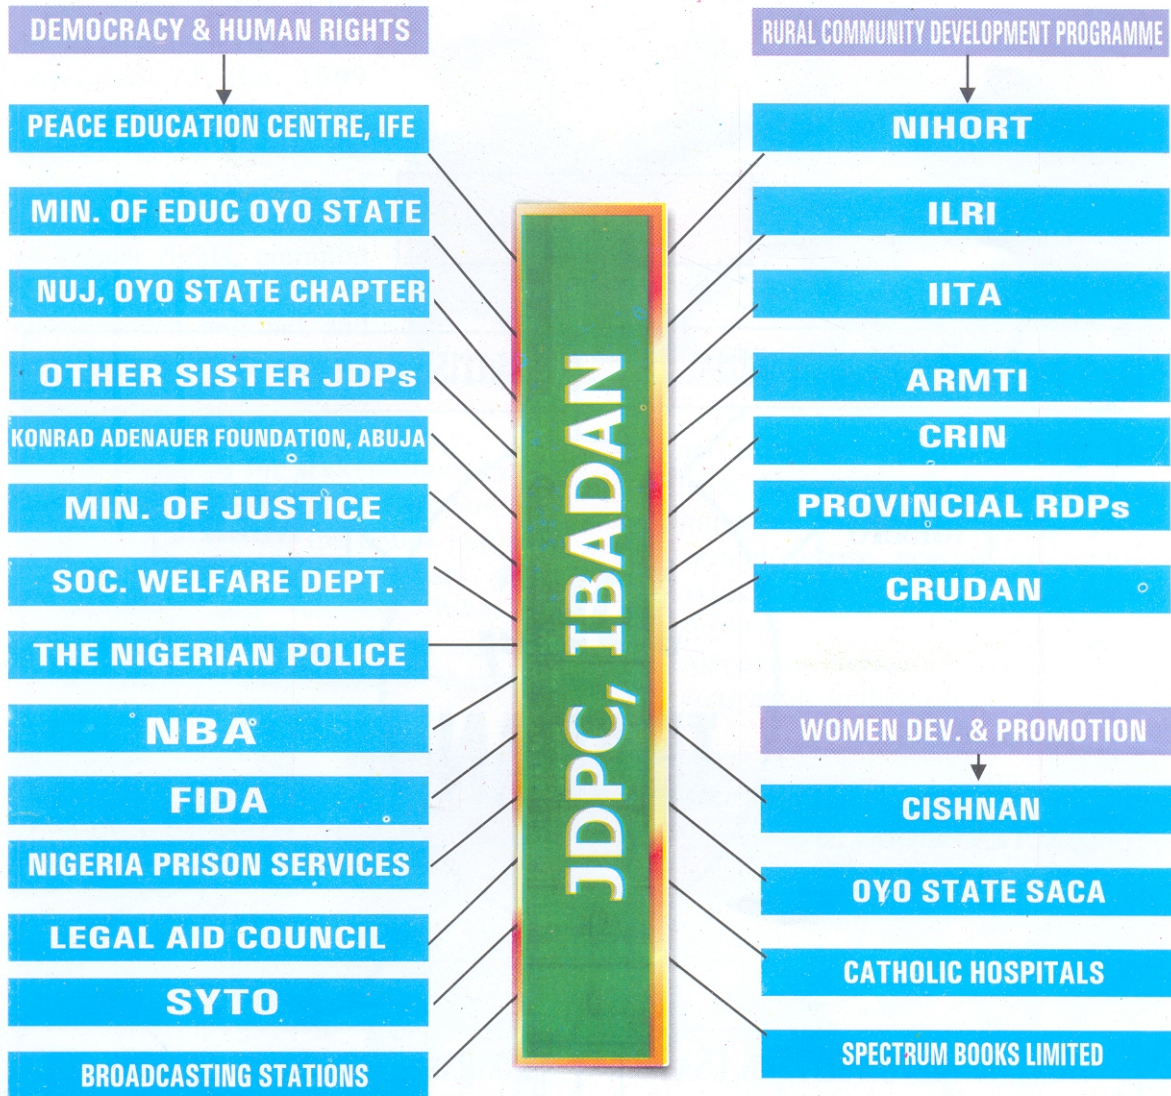 DEMOCRACY & HUMAN RIGHTS
PEACE EDUCATION CENTRE, IFE
MIN. OF EDUC OYO STATE
NUJ, OYO STATE CHAPTER
OTHER SISTER JDPs
KONRAD ADENAUER FOUNDATION, ABUJA
MIN. OF JUSTICE
SOC. WELFARE DEPT.
THE NIGERIAN POLICE
NBA
FIDA
NIGERIA PRISON SERVICES
LEGAL AID COUNCIL
SYTO
BROADCASTING STATIONS
JDPC, IBADAN
RURAL COMMUNITY DEVELOPMENT PROGRAMME
NIHORT
ILRI
IITA
ARMTI
CRIN
PROVINCIAL RDPs
CRUDAN
WOMEN DEV. & PROMOTION
CISHNAN
OYO STATE SACA
CATHOLIC HOSPITALS
SPECTRUM BOOKS LIMITED